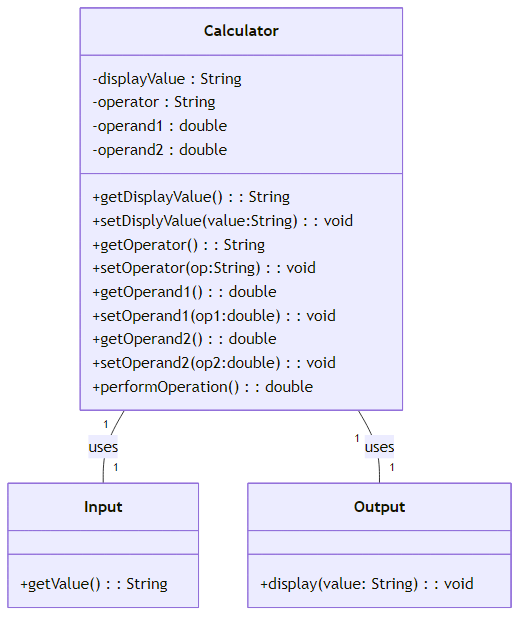 Calculator
-displayValue : String
-operator : String
-operand1 : double
-operand2 : double
+getDisplayValue() : : String
+setDisplyValue(value:String) : : void
+getOperator() : : String
+setOperator(op:String) : : void
+getOperand1() : : double
+setOperand1(op1:double) : : void
+getOperand2() : : double
+setOperand2(op2:double) : : void
+performOperation() : : double
1
uses
1
1
uses
1
Input
+getValue() : : String
Output
+display(value: String) : : void